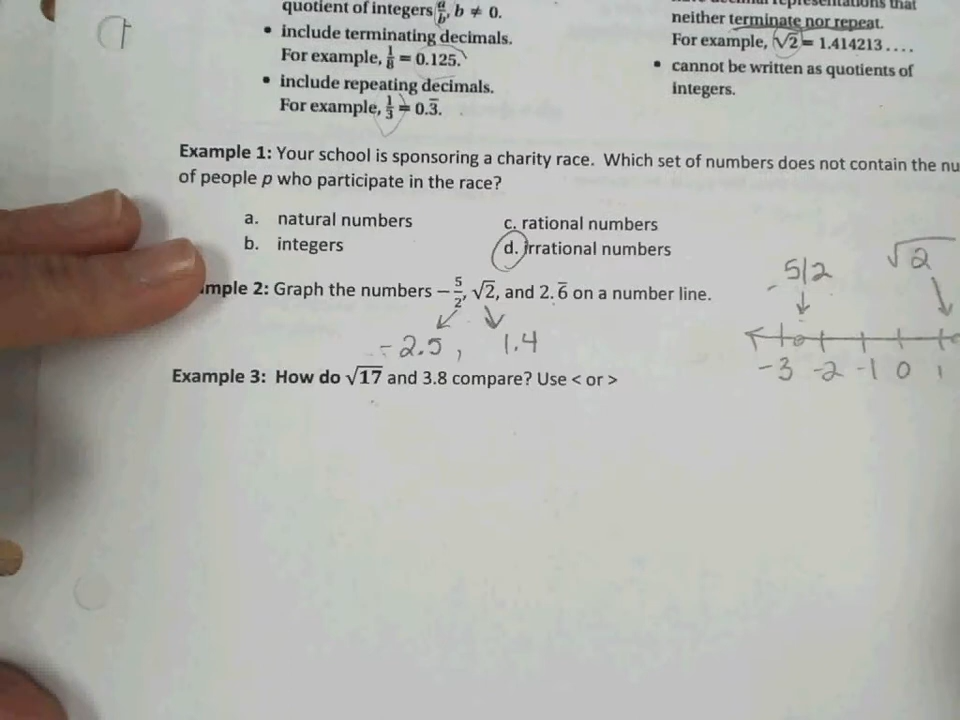 quotient of integers a/b, b ≠ 0.
• include terminating decimals.
For example, 1/8 = 0.125.
• include repeating decimals.
For example, 1/3 = 0.3̅.
neither terminate nor repeat.
For example, √2 = 1.414213....
• cannot be written as quotients of
integers.
Example 1: Your school is sponsoring a charity race. Which set of numbers does not contain the
of people p who participate in the race?
a. natural numbers
b. integers
c. rational numbers
d. irrational numbers
Example 2: Graph the numbers −5/2, √2, and 2.6̅ on a number line.
-2.5, 1.4
-5/2 √2
-3 -2 -1 0 1
Example 3: How do √17 and 3.8 compare? Use < or >